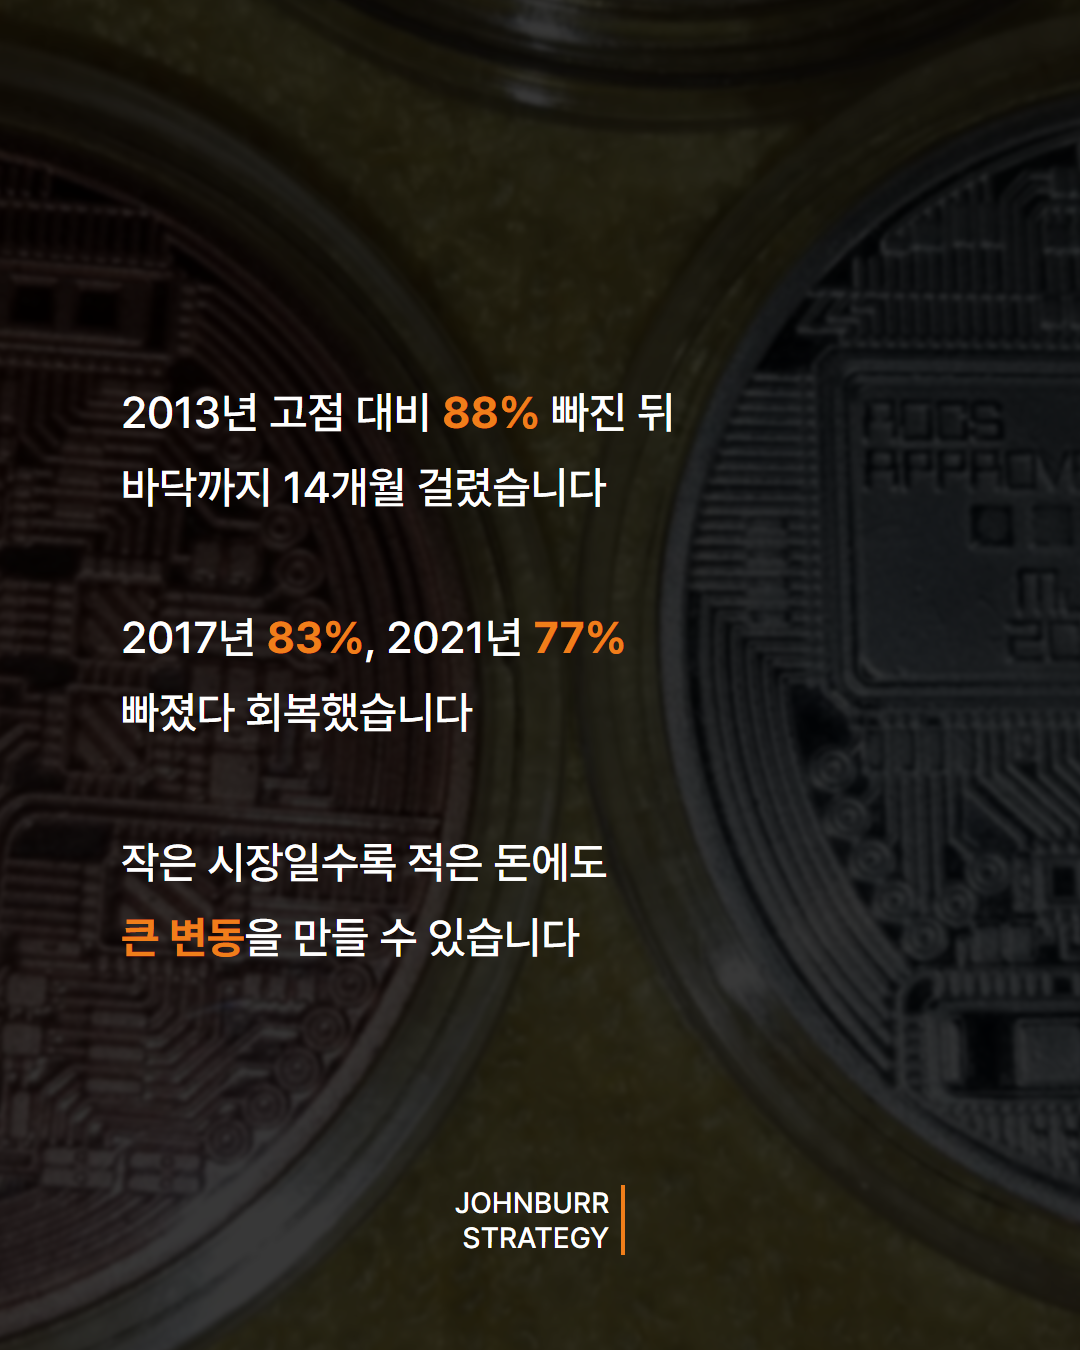 2013년 고점 대비 88% 빠진 뒤
바닥까지 14개월 걸렸습니다
2017년 83%, 2021년 77%
빠졌다 회복했습니다
작은 시장일수록 적은 돈에도
큰 변동을 만들 수 있습니다
JOHNBURR
STRATEGY